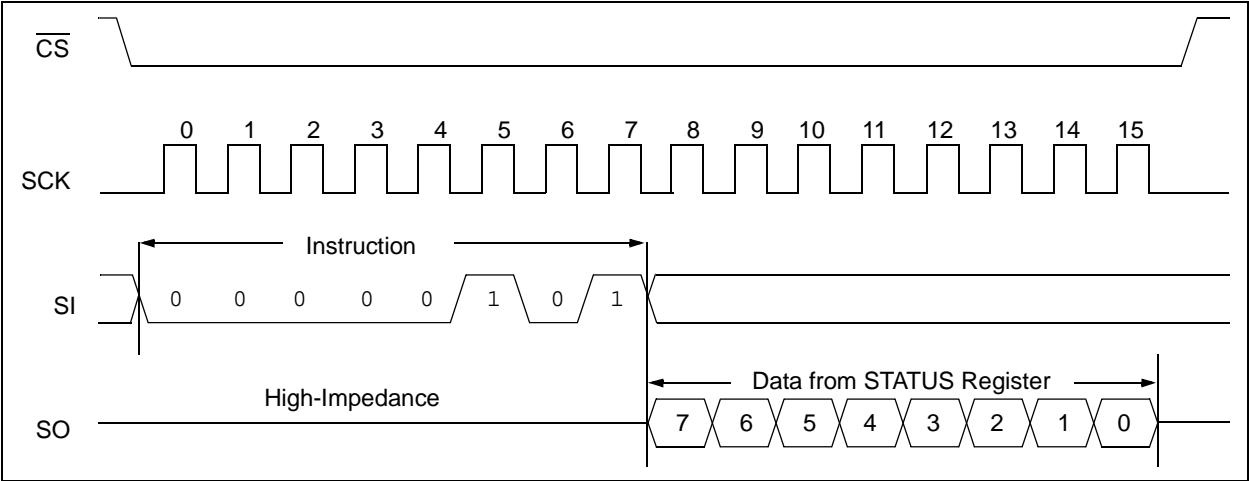 CS
0 1 2 3 4 5 6 7 8 9 10 11 12 13 14 15
SCK
Instruction
SI 0 0 0 0 0 1 0 1
Data from STATUS Register
High-Impedance
SO 7 6 5 4 3 2 1 0